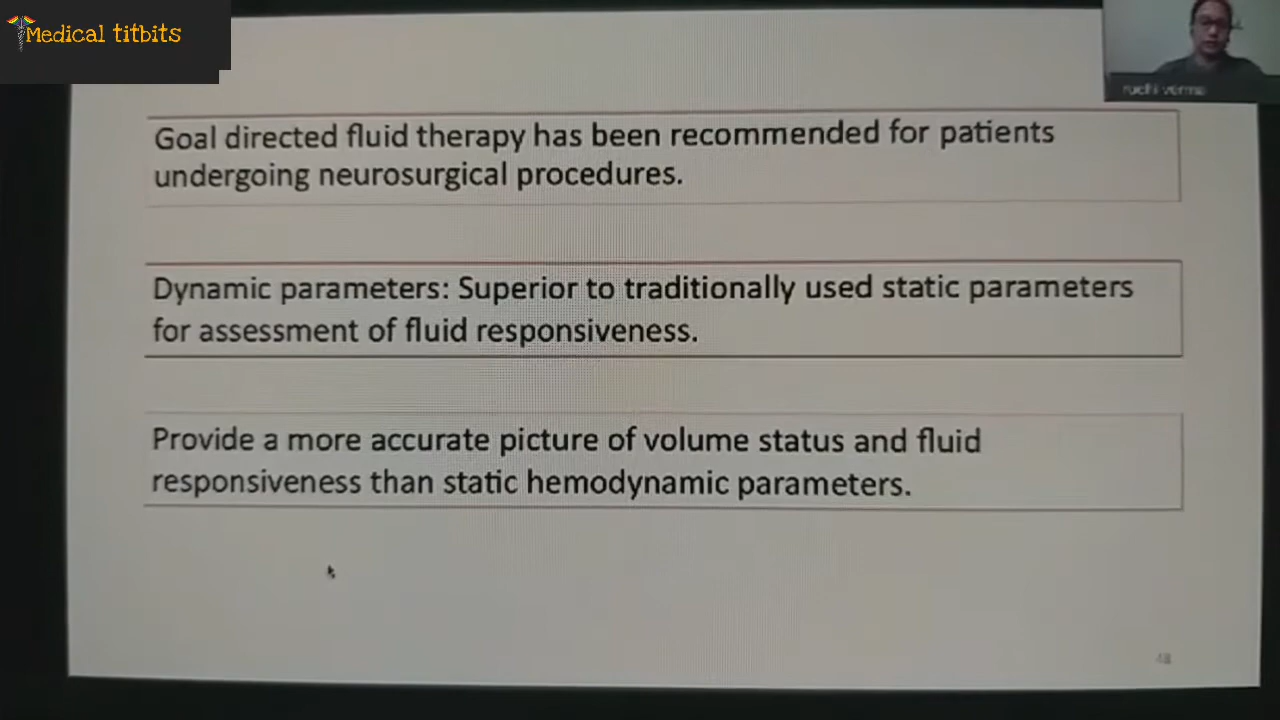 Medical titbits
ruchi verma
Goal directed fluid therapy has been recommended for patients
undergoing neurosurgical procedures.
Dynamic parameters: Superior to traditionally used static parameters
for assessment of fluid responsiveness.
Provide a more accurate picture of volume status and fluid
responsiveness than static hemodynamic parameters.
48